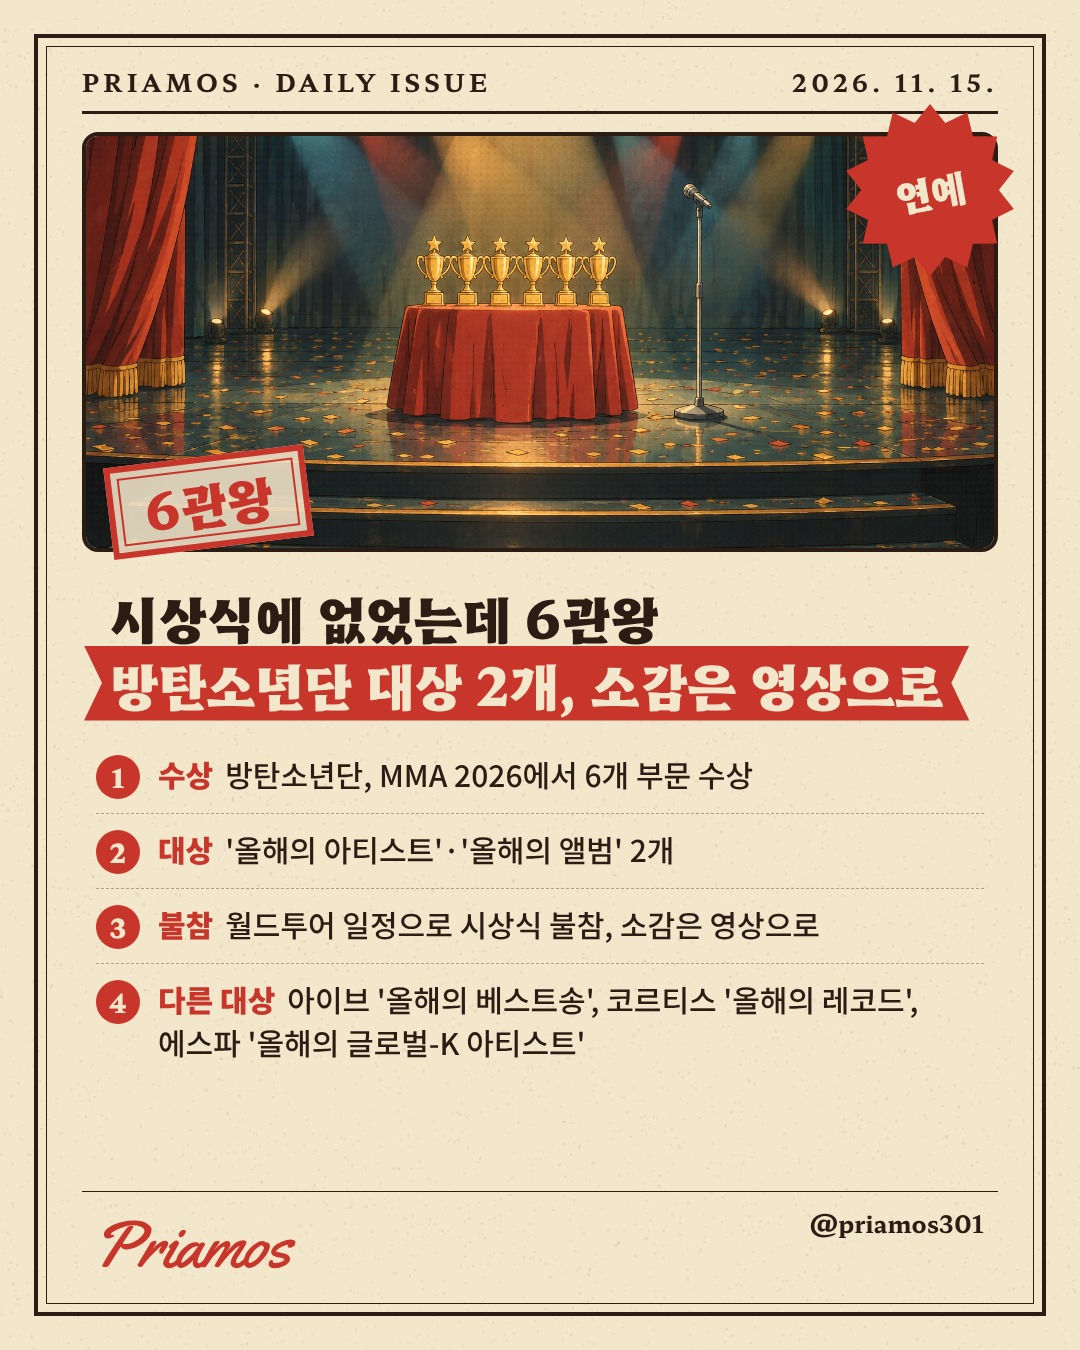 PRIAMOS · DAILY ISSUE
2026. 11. 15.
연예
6관왕
시상식에 없었는데 6관왕
방탄소년단 대상 2개, 소감은 영상으로
1 수상 방탄소년단, MMA 2026에서 6개 부문 수상
2 대상 '올해의 아티스트'·'올해의 앨범' 2개
3 불참 월드투어 일정으로 시상식 불참, 소감은 영상으로
4 다른 대상 아이브 '올해의 베스트송', 코르티스 '올해의 레코드',
에스파 '올해의 글로벌-K 아티스트'
Priamos
@priamos301